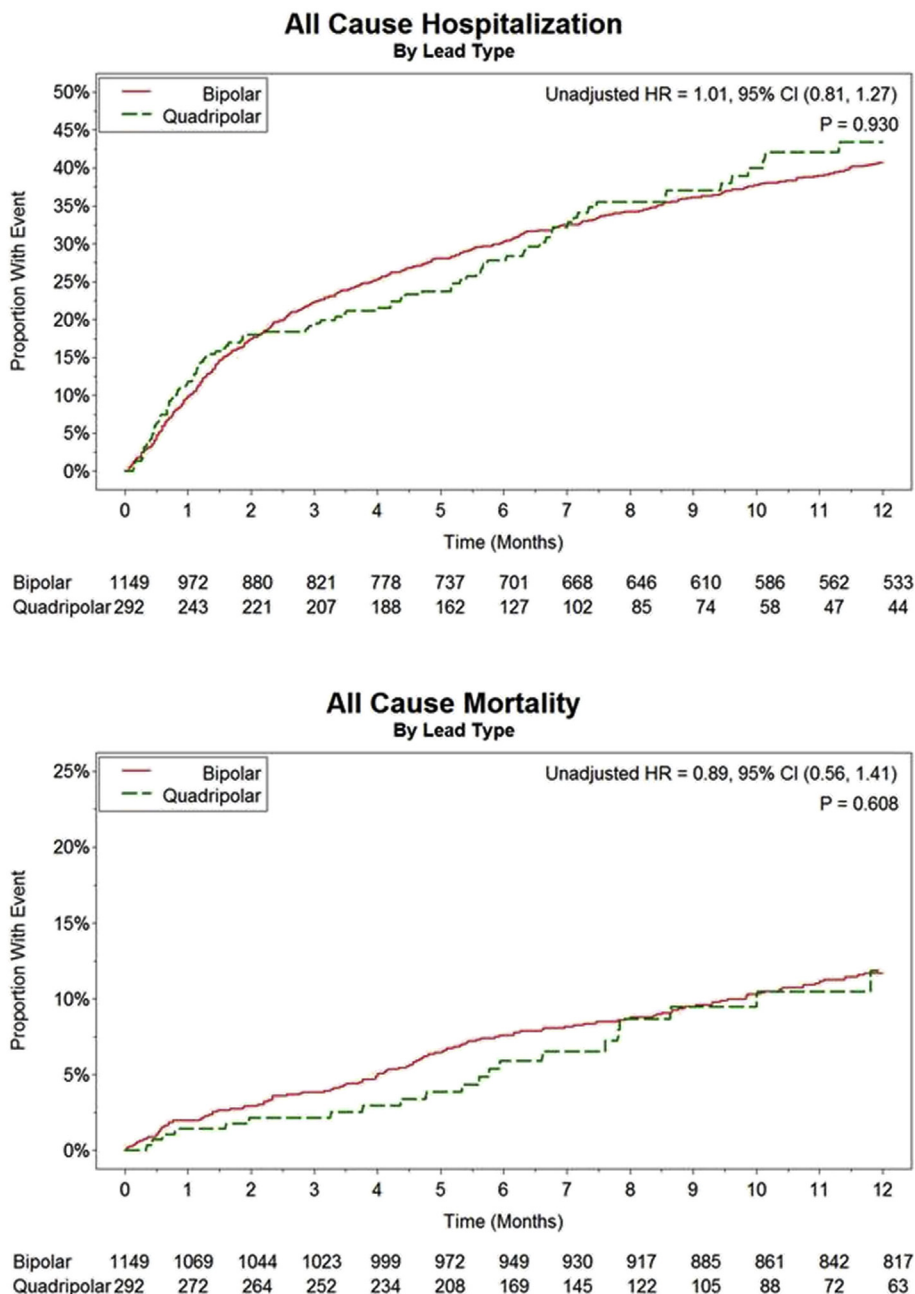 All Cause Hospitalization
By Lead Type
Bipolar
Quadripolar
Unadjusted HR = 1.01, 95% CI (0.81, 1.27)
P = 0.930
Proportion With Event
50%
45%
40%
35%
30%
25%
20%
15%
10%
5%
0%
0 1 2 3 4 5 6 7 8 9 10 11 12
Time (Months)
Bipolar 1149 972 880 821 778 737 701 668 646 610 586 562 533
Quadripolar 292 243 221 207 188 162 127 102 85 74 58 47 44
All Cause Mortality
By Lead Type
Bipolar
Quadripolar
Unadjusted HR = 0.89, 95% CI (0.56, 1.41)
P = 0.608
Proportion With Event
25%
20%
15%
10%
5%
0%
0 1 2 3 4 5 6 7 8 9 10 11 12
Time (Months)
Bipolar 1149 1069 1044 1023 999 972 949 930 917 885 861 842 817
Quadripolar 292 272 264 252 234 208 169 145 122 105 88 72 63